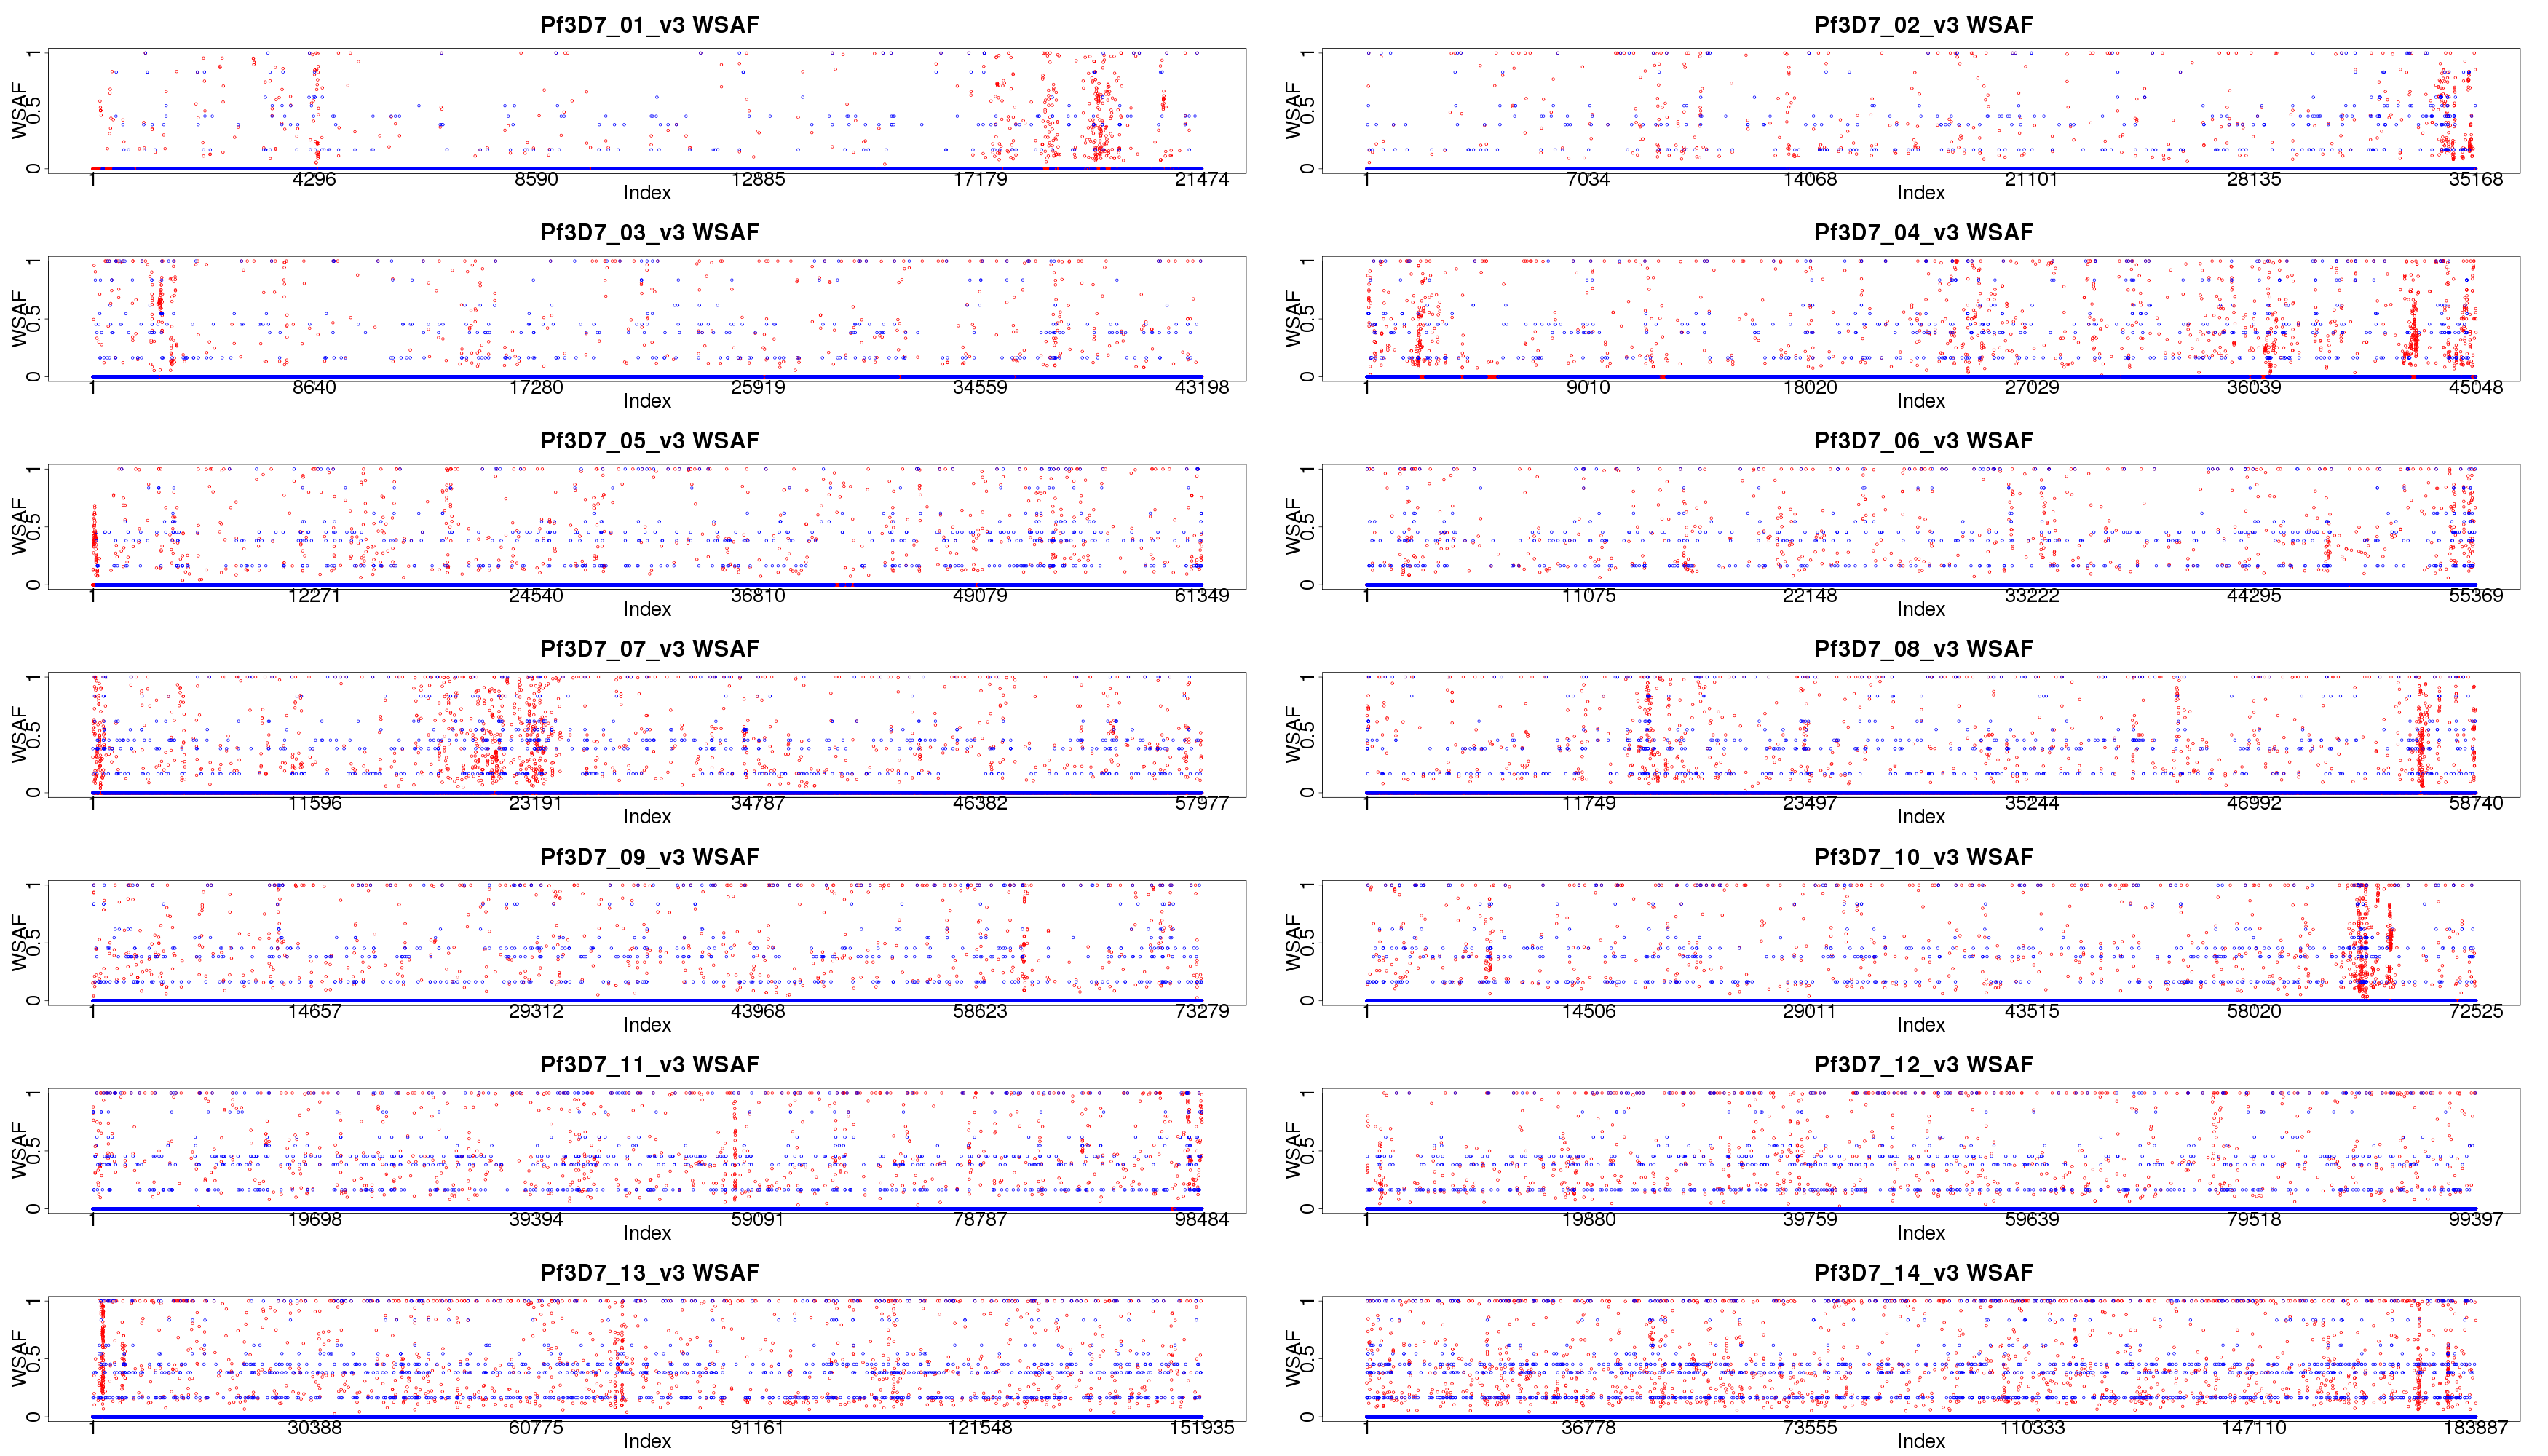 Pf3D7_01_v3 WSAF
WSAF
0 0.5 1
1 4296 8590 12885 17179 21474
Index
Pf3D7_02_v3 WSAF
WSAF
0 0.5 1
1 7034 14068 21101 28135 35168
Index
Pf3D7_03_v3 WSAF
WSAF
0 0.5 1
1 8640 17280 25919 34559 43198
Index
Pf3D7_04_v3 WSAF
WSAF
0 0.5 1
1 9010 18020 27029 36039 45048
Index
Pf3D7_05_v3 WSAF
WSAF
0 0.5 1
1 12271 24540 36810 49079 61349
Index
Pf3D7_06_v3 WSAF
WSAF
0 0.5 1
1 11075 22148 33222 44295 55369
Index
Pf3D7_07_v3 WSAF
WSAF
0 0.5 1
1 11596 23191 34787 46382 57977
Index
Pf3D7_08_v3 WSAF
WSAF
0 0.5 1
1 11749 23497 35244 46992 58740
Index
Pf3D7_09_v3 WSAF
WSAF
0 0.5 1
1 14657 29312 43968 58623 73279
Index
Pf3D7_10_v3 WSAF
WSAF
0 0.5 1
1 14506 29011 43515 58020 72525
Index
Pf3D7_11_v3 WSAF
WSAF
0 0.5 1
1 19698 39394 59091 78787 98484
Index
Pf3D7_12_v3 WSAF
WSAF
0 0.5 1
1 19880 39759 59639 79518 99397
Index
Pf3D7_13_v3 WSAF
WSAF
0 0.5 1
1 30388 60775 91161 121548 151935
Index
Pf3D7_14_v3 WSAF
WSAF
0 0.5 1
1 36778 73555 110333 147110 183887
Index